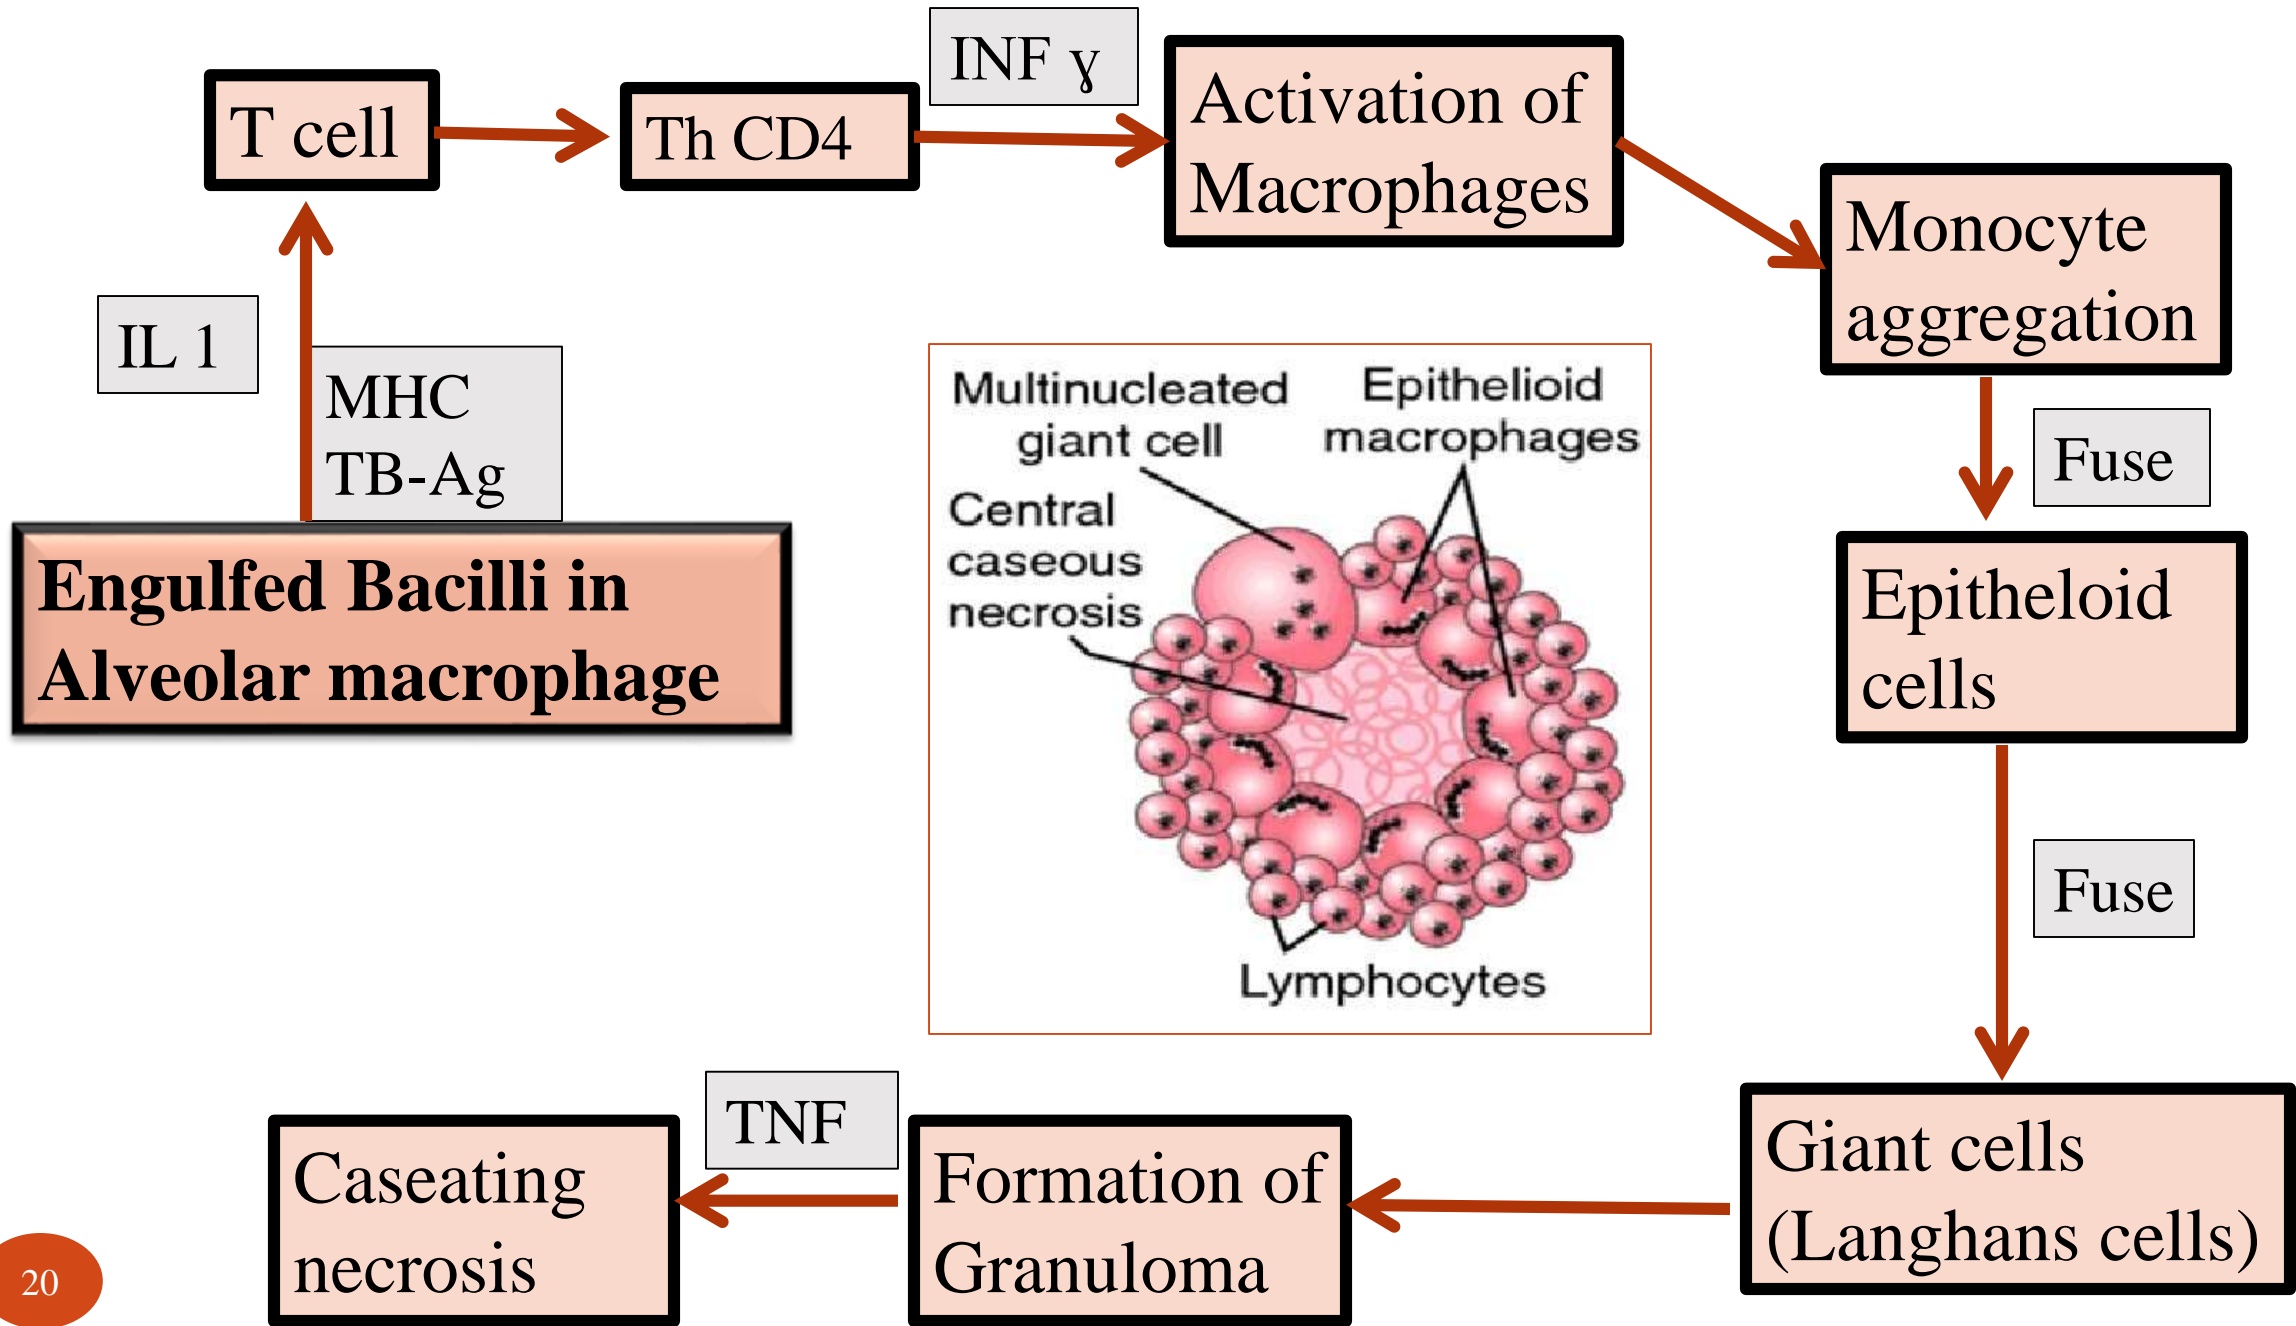 INF ɣ
T cell
Th CD4
Activation of
Macrophages
Monocyte
aggregation
IL 1
MHC
TB-Ag
Engulfed Bacilli in
Alveolar macrophage
Multinucleated
giant cell
Epithelioid
macrophages
Central
caseous
necrosis
Lymphocytes
Fuse
Epitheloid
cells
Fuse
Giant cells
(Langhans cells)
Formation of
Granuloma
TNF
Caseating
necrosis
20